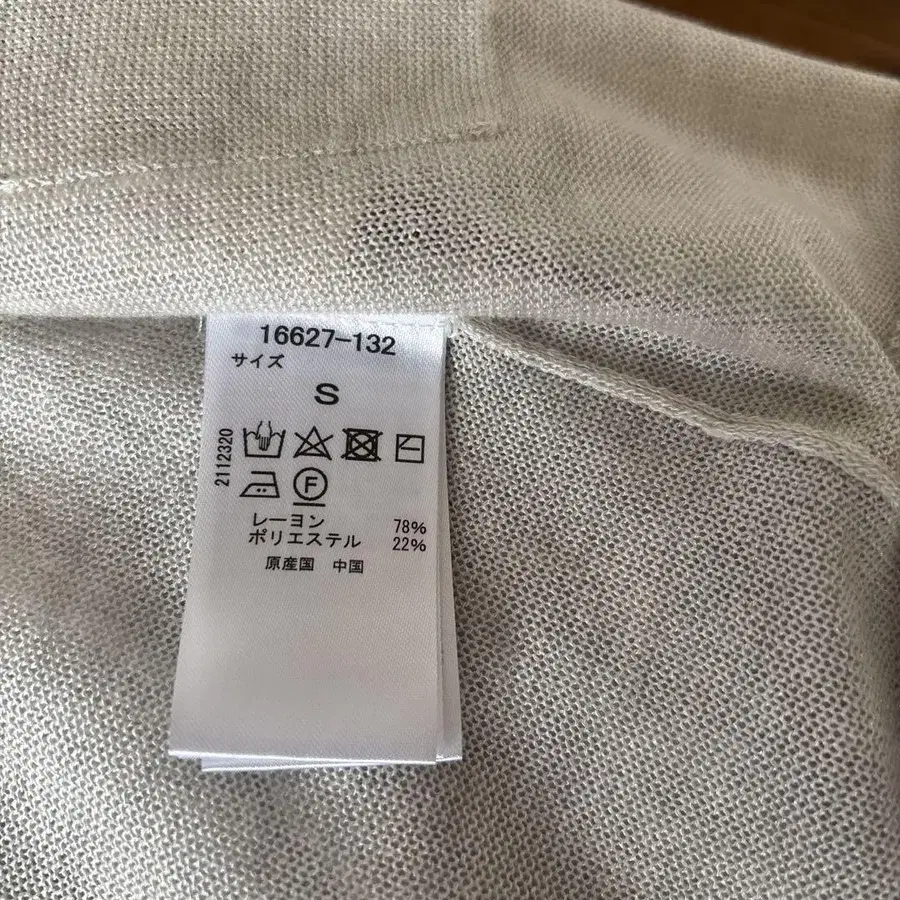 16627-132
サイズ
S
2112320
F
レーヨン 78%
ポリエステル 22%
原産国 中国